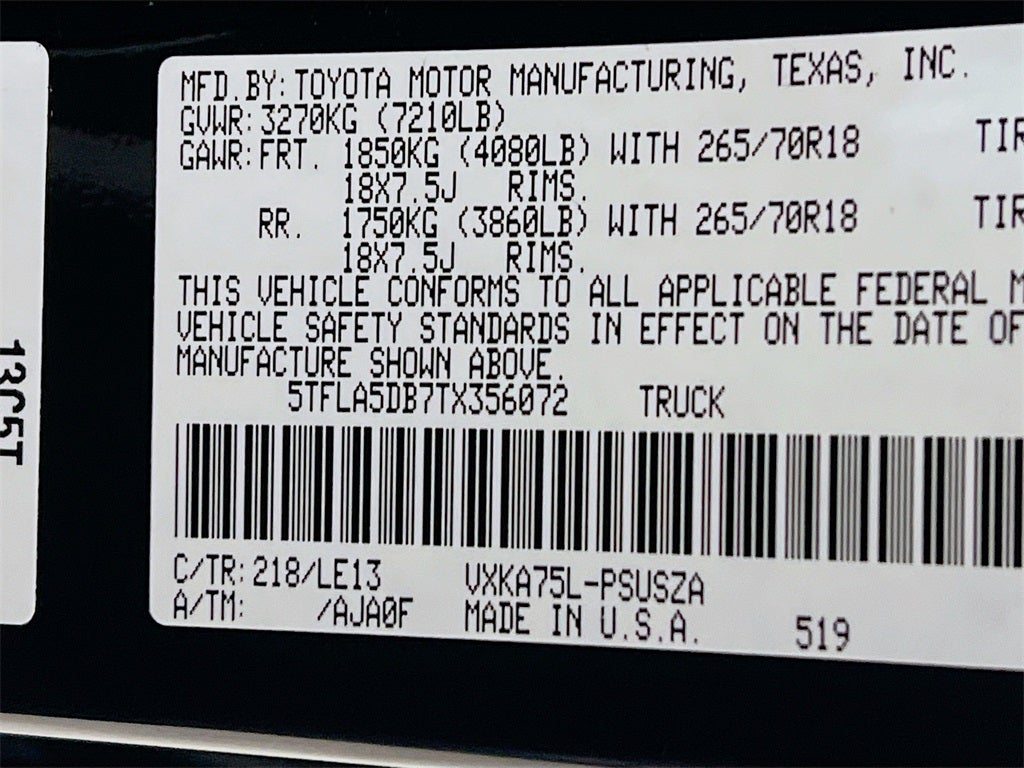 MFD.BY:TOYOTA MOTOR MANUFACTURING, TEXAS, INC.
GVWR:3270KG (7210LB)
GAWR:FRT. 1850KG (4080LB) WITH 265/70R18 TIR
18X7.5J RIMS.
RR. 1750KG (3860LB) WITH 265/70R18 TIR
18X7.5J RIMS.
THIS VEHICLE CONFORMS TO ALL APPLICABLE FEDERAL M
VEHICLE SAFETY STANDARDS IN EFFECT ON THE DATE OF
MANUFACTURE SHOWN ABOVE.
5TFLA5DB7TX356072 TRUCK
C/TR:218/LE13 VXKA75L-PSUSZA
A/TM: /AJA0F MADE IN U.S.A. 519